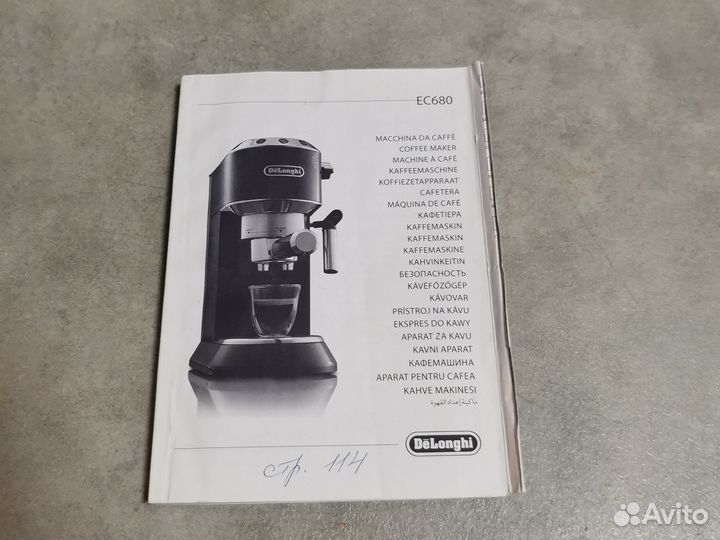 EC680
DeLonghi
MACCHINA DA CAFFÈ
COFFEE MAKER
MACHINE À CAFÉ
KAFFEEMASCHINE
KOFFIEZETAPPARAAT
CAFETERA
MÁQUINA DE CAFÉ
ΚΑΦΕΤΙΕΡΑ
KAFFEMASKIN
KAFFEMASKIN
KAFFEMASKINE
KAHVINKEITIN
БЕЗОПАСНОСТЬ
KÁVÉFŐZŐGÉP
KÁVOVAR
PRÍSTROJ NA KÁVU
EKSPRES DO KAWY
APARAT ZA KAVU
KAVNI APARAT
КАФЕМАШИНА
APARAT PENTRU CAFEA
KAHVE MAKINESI
ماكينة إعداد القهوة
DeLonghi
стр. 114
Avito